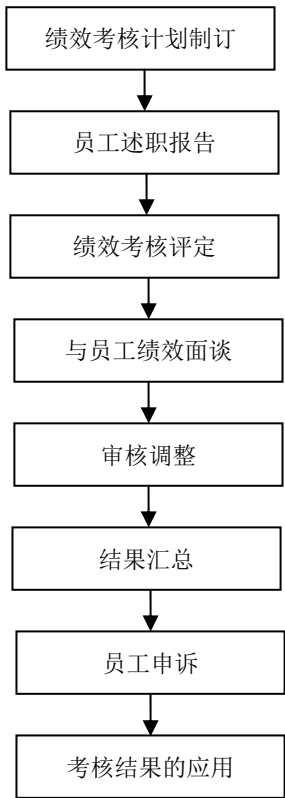 绩效考核计划制订
员工述职报告
绩效考核评定
与员工绩效面谈
审核调整
结果汇总
员工申诉
考核结果的应用